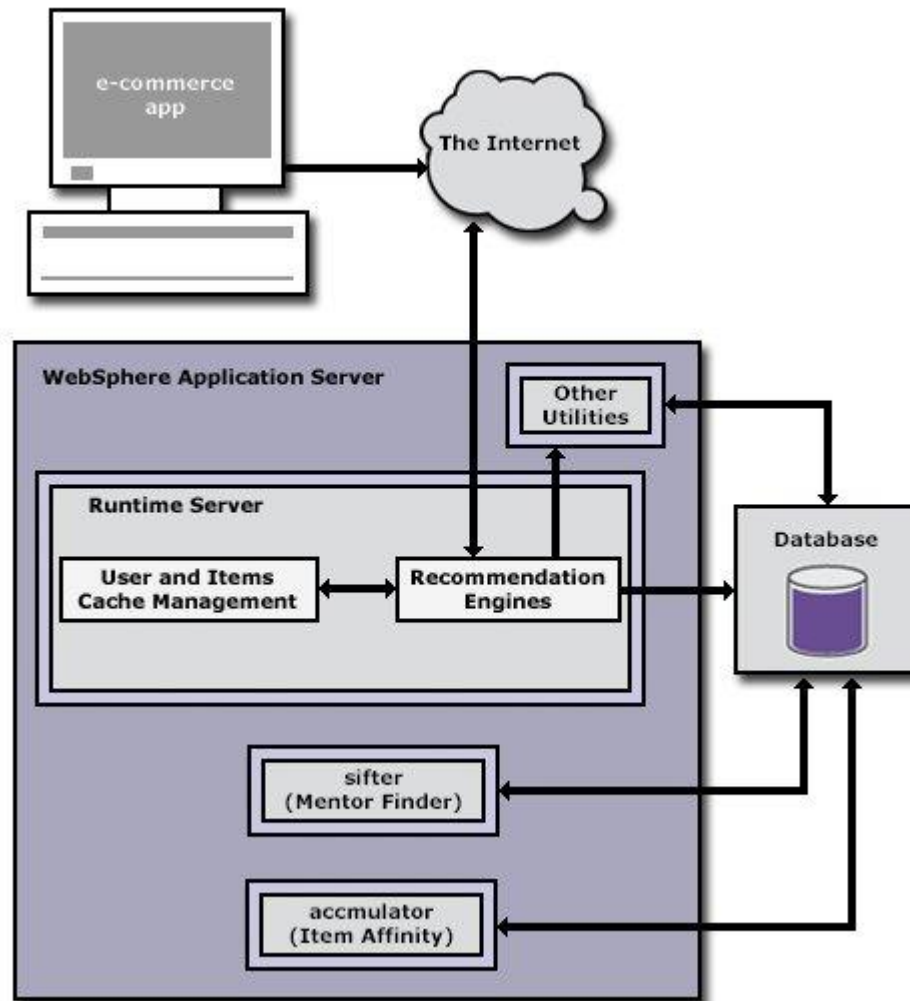 e-commerce
app
The Internet
WebSphere Application Server
Other
Utilities
Runtime Server
Database
User and Items
Cache Management
Recommendation
Engines
sifter
(Mentor Finder)
accmulator
(Item Affinity)